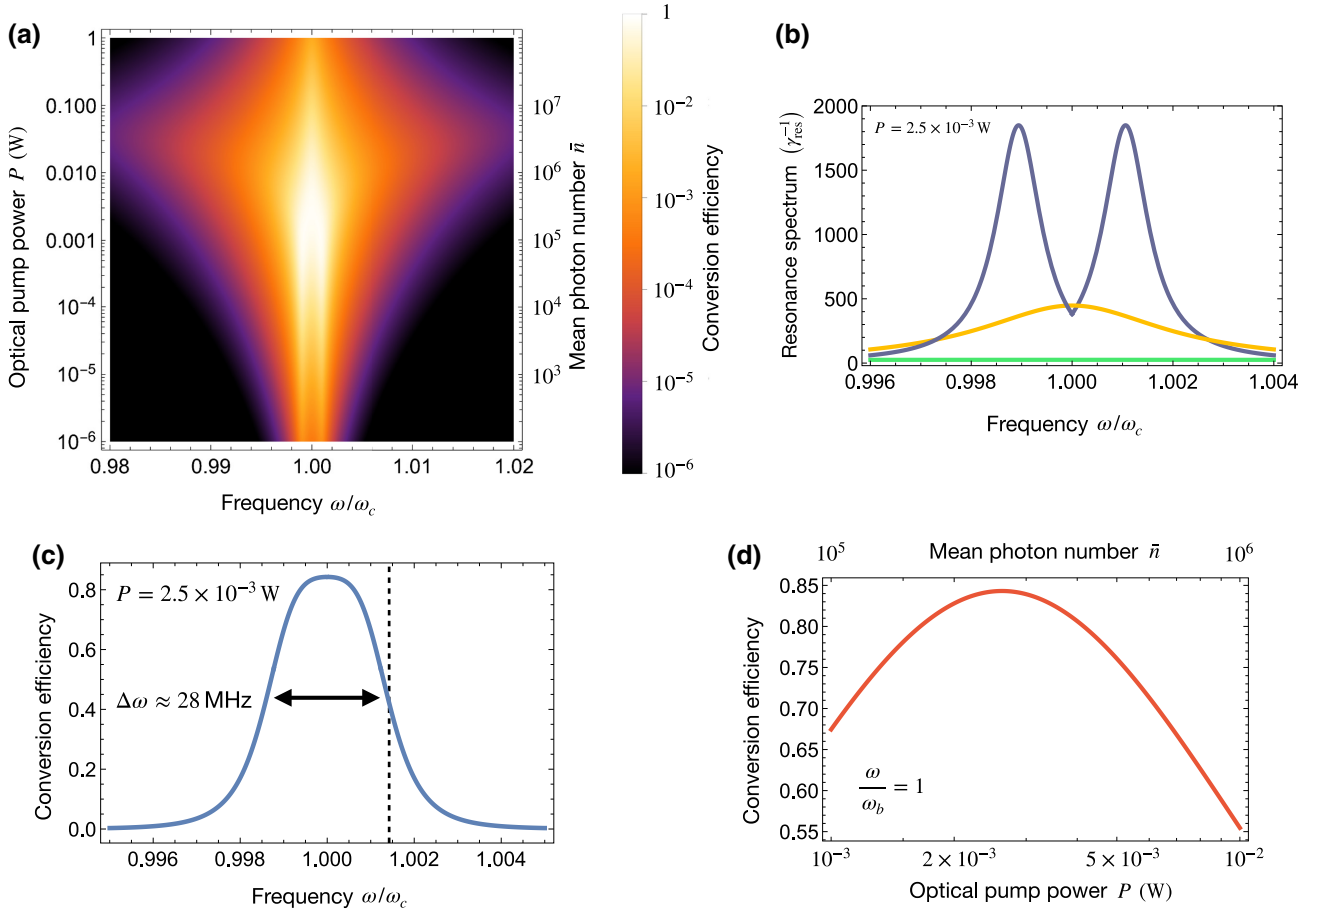 (a)
1
0.100
0.010
0.001
10⁻⁴
10⁻⁵
10⁻⁶
Optical pump power P (W)
0.98
0.99
1.00
1.01
1.02
Frequency ω/ω_c
10⁷
10⁶
10⁵
10⁴
10³
Mean photon number n̄
1
10⁻²
10⁻³
10⁻⁴
10⁻⁵
10⁻⁶
Conversion efficiency
(b)
P = 2.5 × 10⁻³ W
2000
1500
1000
500
0
Resonance spectrum (γ_res⁻¹)
0.996
0.998
1.000
1.002
1.004
Frequency ω/ω_c
(c)
P = 2.5 × 10⁻³ W
Δω ≈ 28 MHz
0.8
0.6
0.4
0.2
0.0
Conversion efficiency
0.996
0.998
1.000
1.002
1.004
Frequency ω/ω_c
(d)
10⁵
Mean photon number n̄
10⁶
0.85
0.80
0.75
0.70
0.65
0.60
0.55
Conversion efficiency
ω/ω_b = 1
10⁻³
2 × 10⁻³
5 × 10⁻³
10⁻²
Optical pump power P (W)